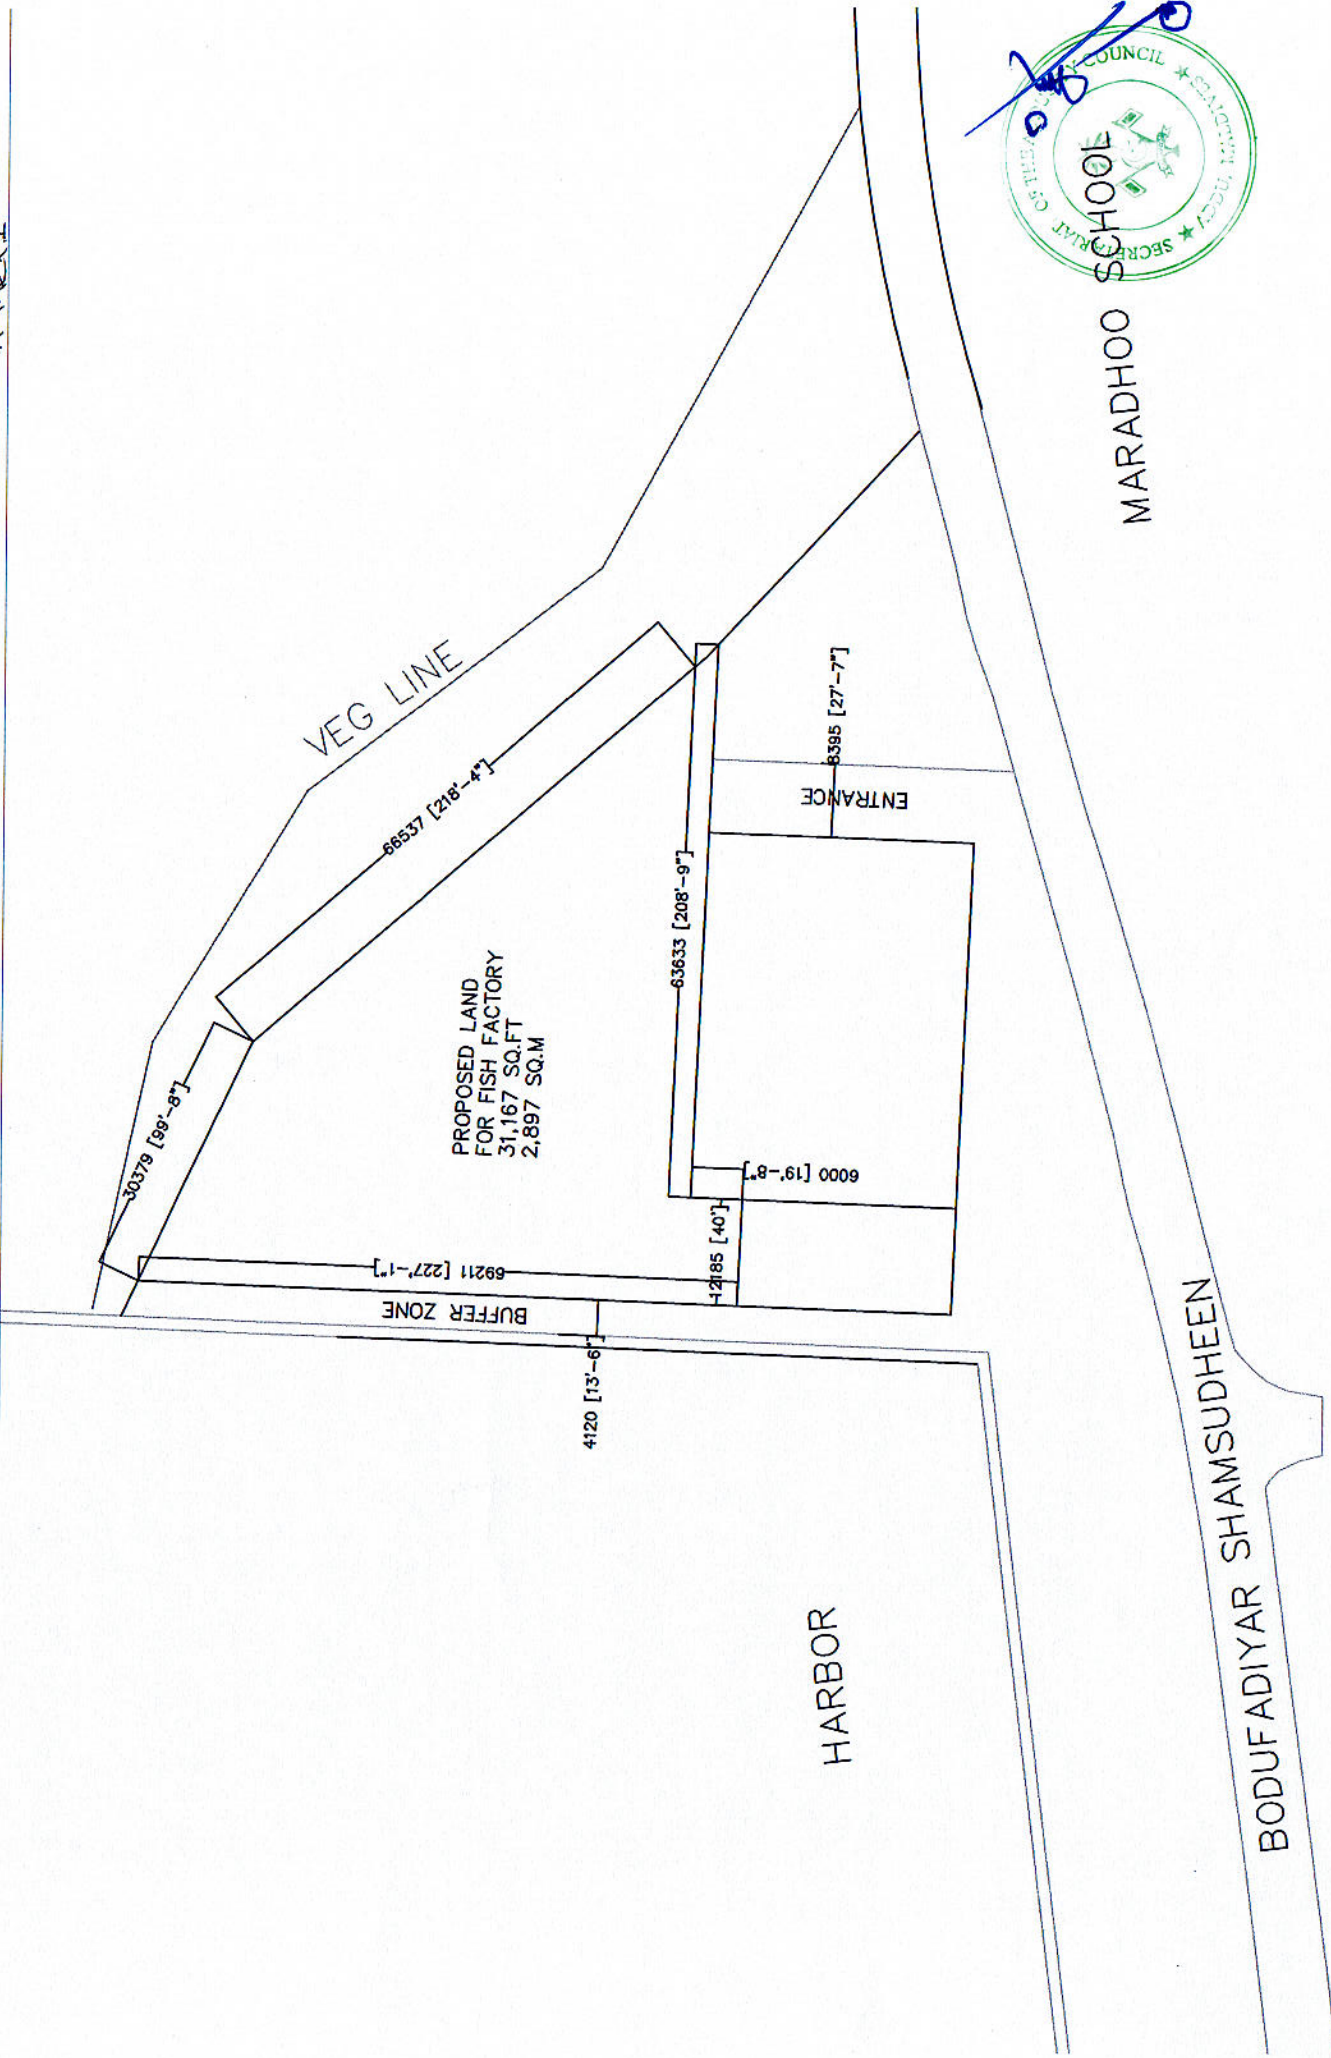 VEG LINE
66537 [218'-4"]
30379 [99'-8"]
PROPOSED LAND
FOR FISH FACTORY
31,167 SQ.FT
2,897 SQ.M
63633 [208'-9"]
8395 [27'-7"]
ENTRANCE
6000 [19'-8"]
12185 [40']
69211 [227'-1"]
BUFFER ZONE
4120 [13'-6"]
HARBOR
BODUFADIYAR SHAMSUDHEEN
MARADHOO SCHOOL
SECRETARIAT OF THE COUNCIL ★ ADDU, MALDIVES ★